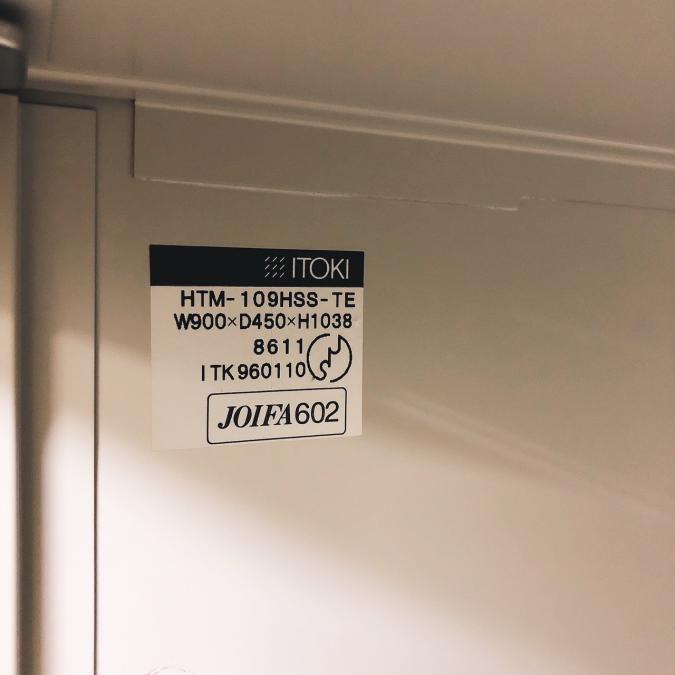 ITOKI
HTM-109HSS-TE
W900×D450×H1038
8611
ITK960110
JOIFA602